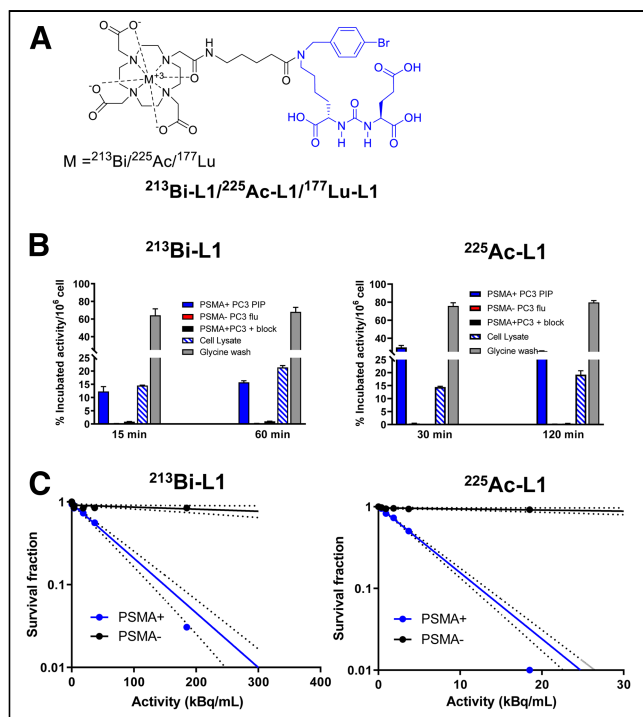 A
O-
O
O
N
H
N
Br
N
N
M+3
N
N
O
O
O-
O
O-
O
OH
O
HO
O
N
H
O
N
H
O
OH
M =213Bi/225Ac/177Lu
213Bi-L1/225Ac-L1/177Lu-L1
B
213Bi-L1
225Ac-L1
% Incubated activity/10^6 cell
100
80
60
40
25
20
15
10
5
0
PSMA+ PC3 PIP
PSMA- PC3 flu
PSMA+PC3 + block
Cell Lysate
Glycine wash
15 min
60 min
% Incubated activity/10^6 cell
100
80
60
40
25
20
15
10
5
0
PSMA+ PC3 PIP
PSMA- PC3 flu
PSMA+PC3 + block
Cell Lysate
Glycine wash
30 min
120 min
C
213Bi-L1
225Ac-L1
Survival fraction
1
0.1
0.01
PSMA+
PSMA-
0 100 200 300 400
Activity (kBq/mL)
Survival fraction
1
0.1
0.01
PSMA+
PSMA-
0 10 20 30
Activity (kBq/mL)